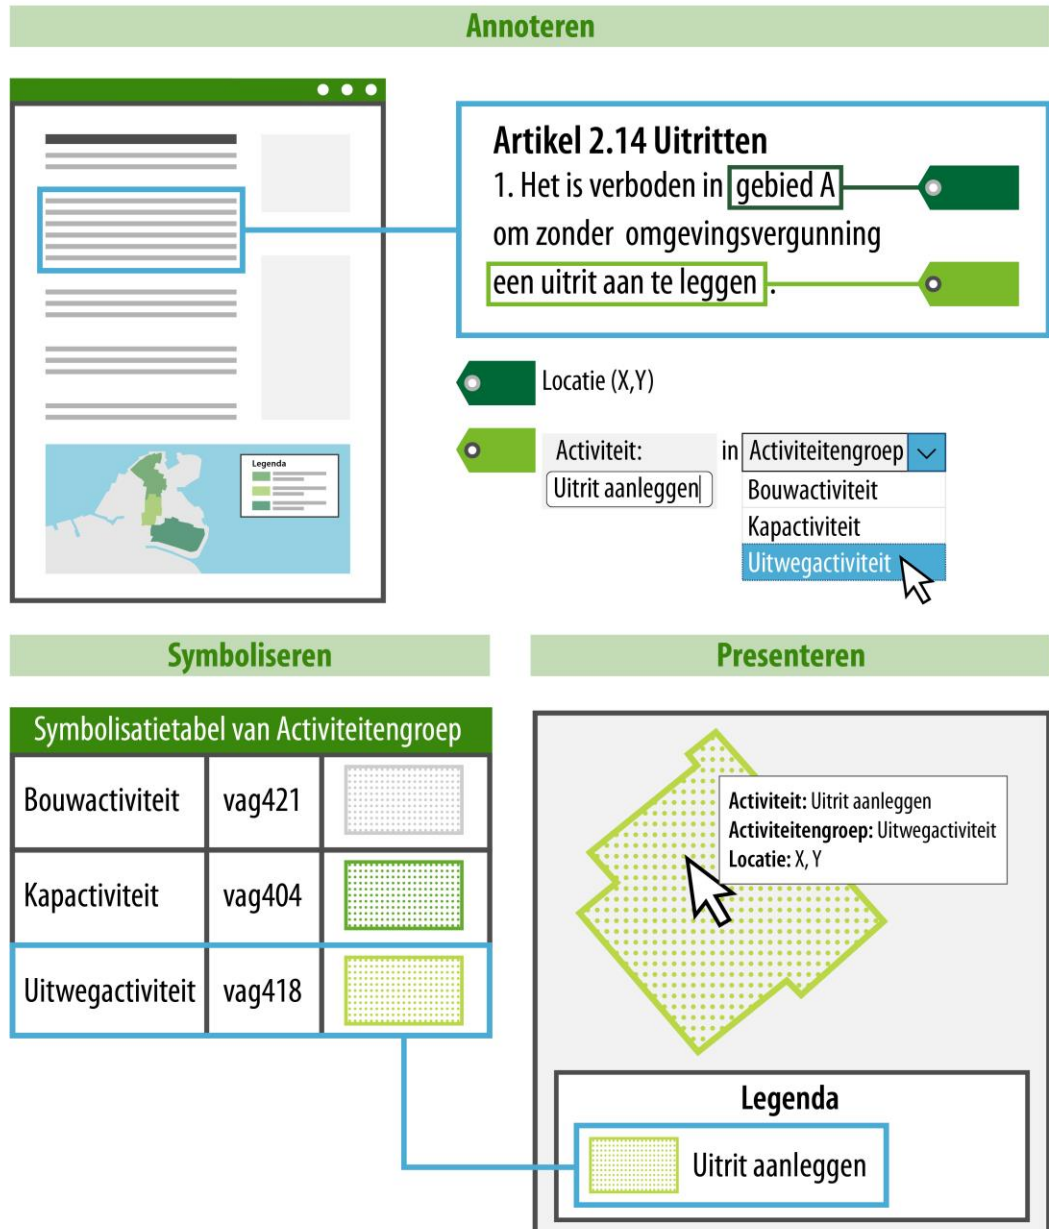 Annoteren
Legenda
Artikel 2.14 Uitritten
1. Het is verboden in gebied A
om zonder omgevingsvergunning
een uitrit aan te leggen .
Locatie (X,Y)
Activiteit:
Uitrit aanleggen
in Activiteitengroep
Bouwactiviteit
Kapactiviteit
Uitwegactiviteit
Symboliseren
Symbolisatietabel van Activiteitengroep
Bouwactiviteit vag421
Kapactiviteit vag404
Uitwegactiviteit vag418
Presenteren
Activiteit: Uitrit aanleggen
Activiteitengroep: Uitwegactiviteit
Locatie: X, Y
Legenda
Uitrit aanleggen